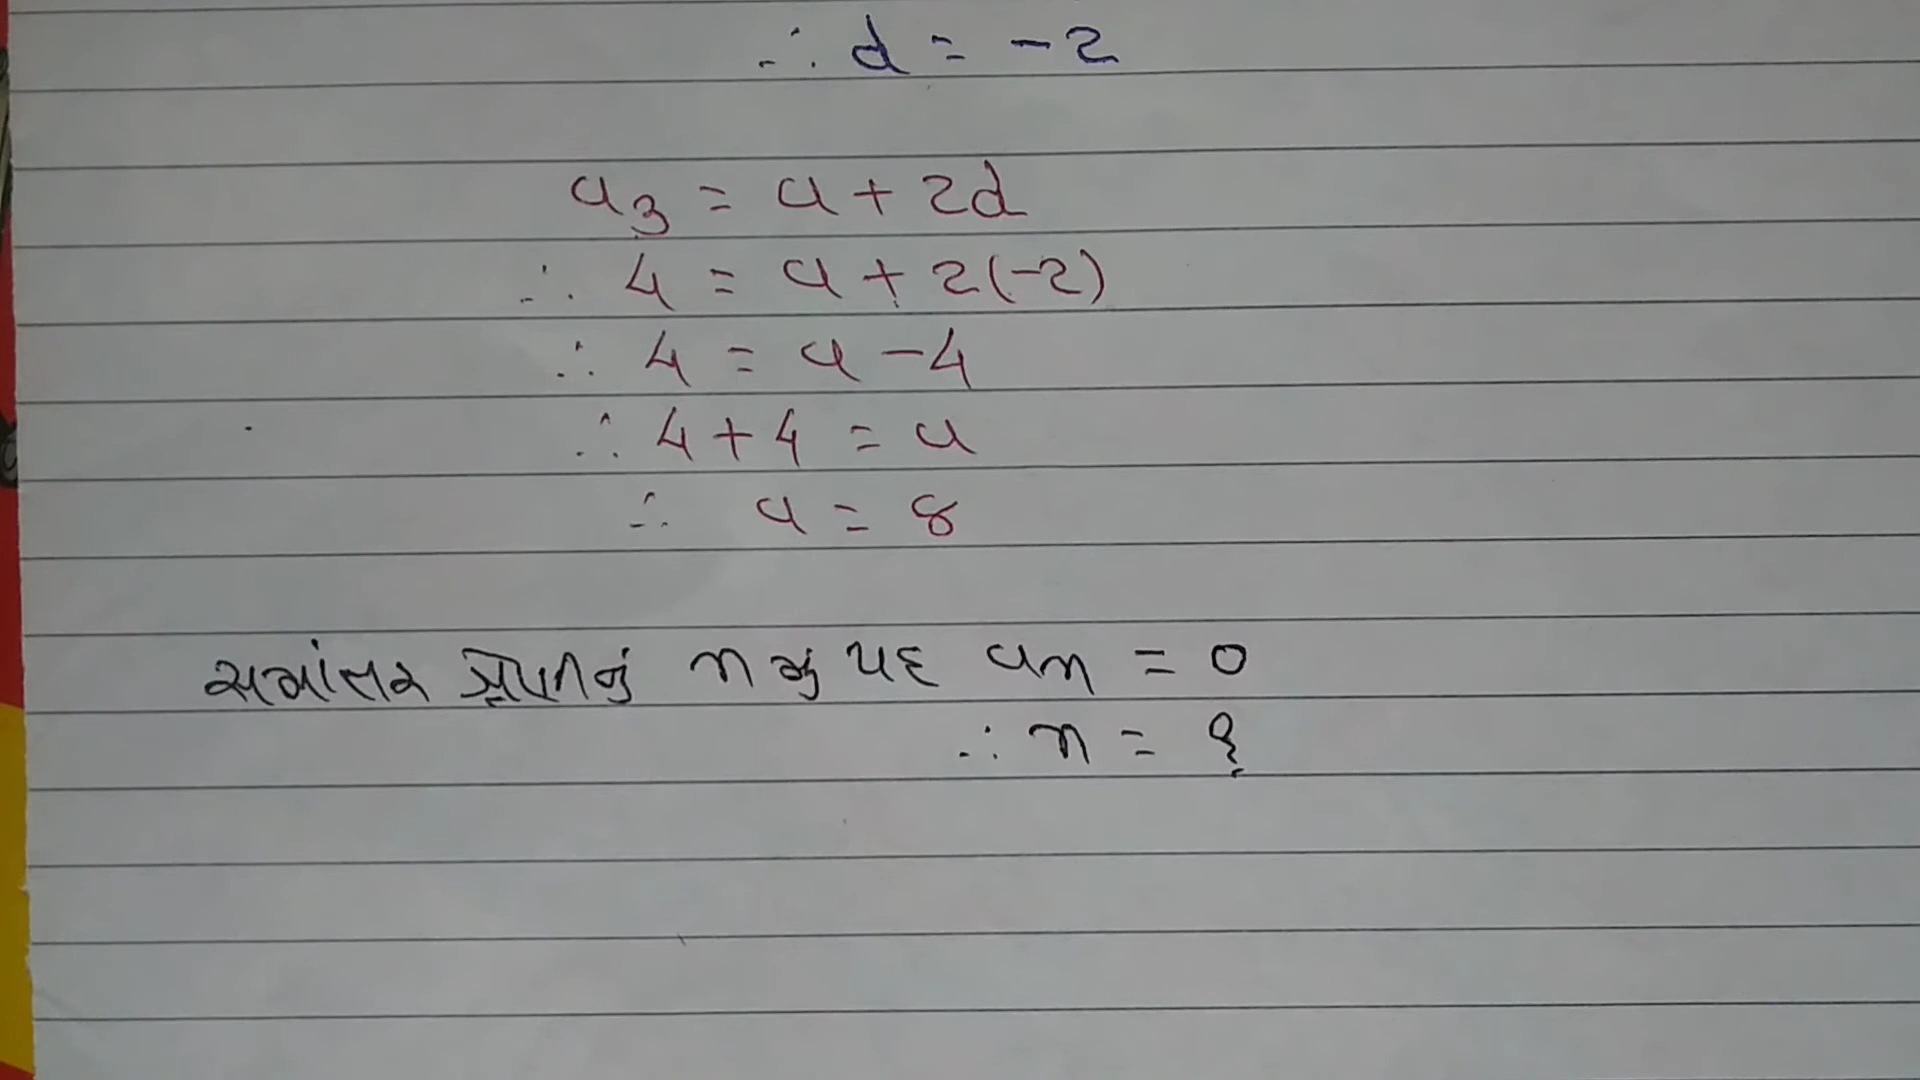 ∴ d = -2
a₃ = a + 2d
∴ 4 = a + 2(-2)
∴ 4 = a - 4
∴ 4 + 4 = a
∴ a = 8
સમાંતર શ્રેણીનું n મું પદ an = 0
∴ n = ?